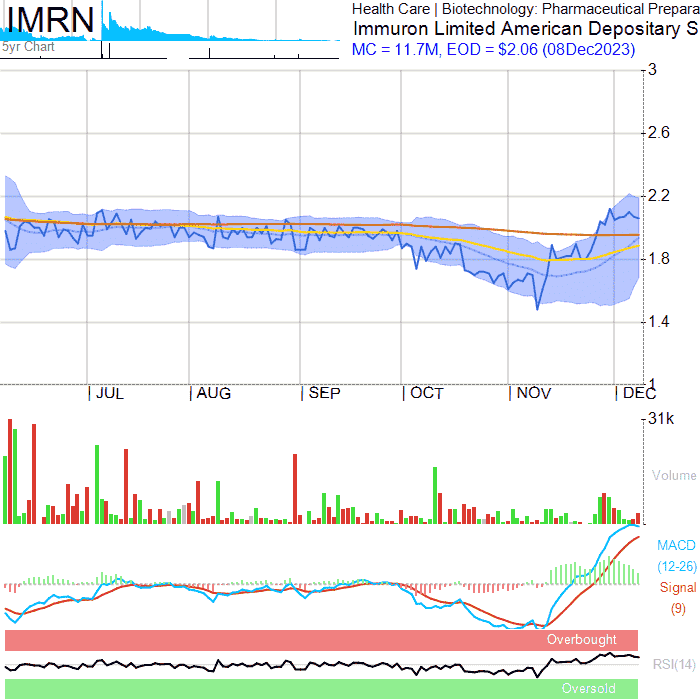 IMRN
5yr Chart
Health Care | Biotechnology: Pharmaceutical Prepara
Immuron Limited American Depositary S
MC = 11.7M, EOD = $2.06 (08Dec2023)
3
2.6
2.2
1.8
1.4
1
JUL AUG SEP OCT NOV DEC
31k
Volume
MACD
(12-26)
Signal
(9)
Overbought
RSI(14)
Oversold